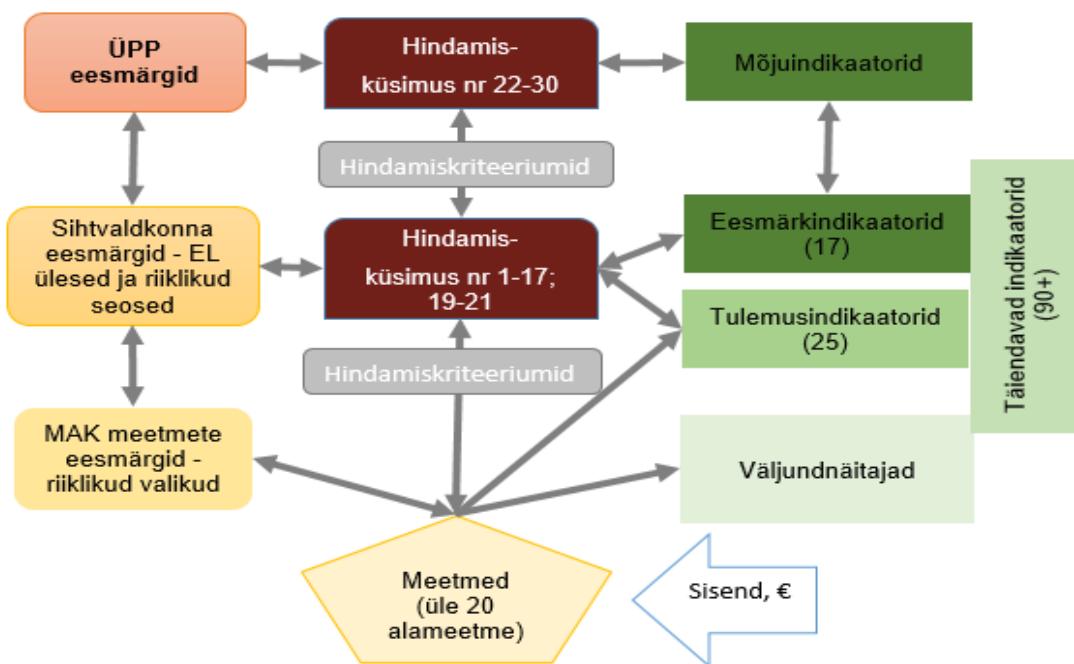 ÜPP
eesmärgid
Hindamis-
küsimus nr 22-30
Mõjuindikaatorid
Hindamiskriteeriumid
Sihtvaldkonna
eesmärgid - EL
ülesed ja riiklikud
seosed
Hindamis-
küsimus nr 1-17;
19-21
Eesmärkindikaatorid
(17)
Tulemusindikaatorid
(25)
Täiendavad indikaatorid
(90+)
Hindamiskriteeriumid
MAK meetmete
eesmärgid -
riiklikud valikud
Väljundnäitajad
Meetmed
(üle 20
alameetme)
Sisend, €